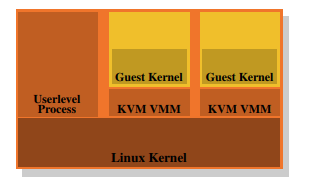 Guest Kernel
Guest Kernel
Userlevel
Process
KVM VMM
KVM VMM
Linux Kernel